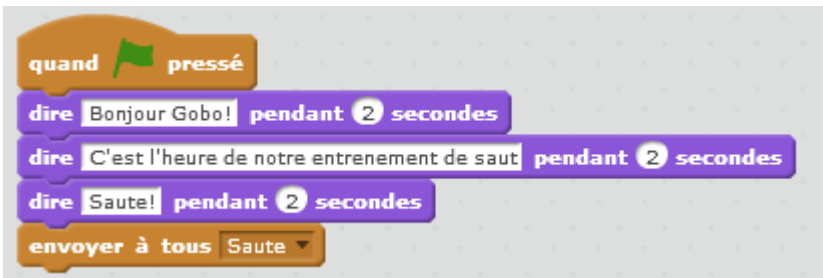 quand pressé
dire Bonjour Gobo! pendant 2 secondes
dire C'est l'heure de notre entrenement de saut pendant 2 secondes
dire Saute! pendant 2 secondes
envoyer à tous Saute